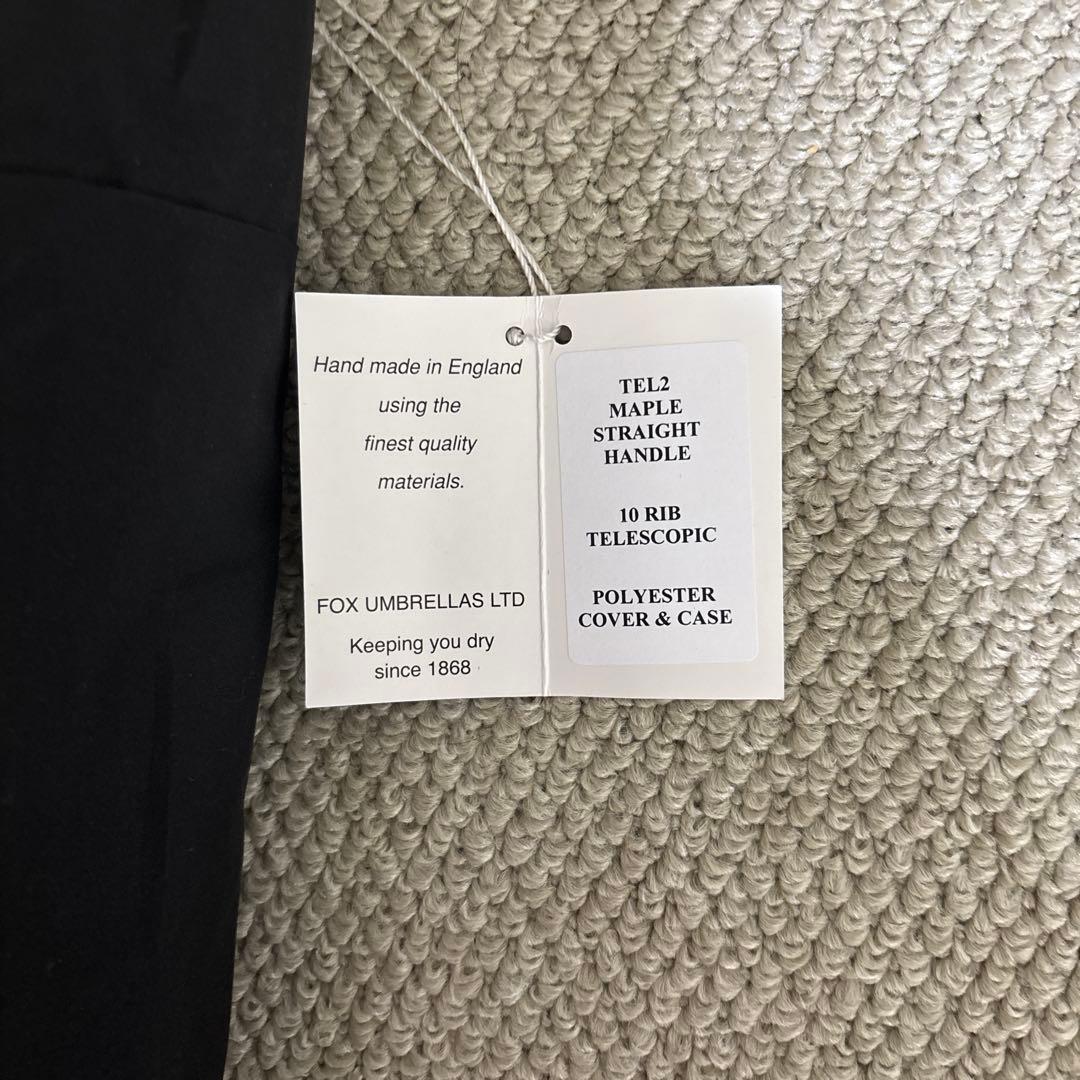 Hand made in England
using the
finest quality
materials.
FOX UMBRELLAS LTD
Keeping you dry
since 1868
TEL2
MAPLE
STRAIGHT
HANDLE
10 RIB
TELESCOPIC
POLYESTER
COVER & CASE